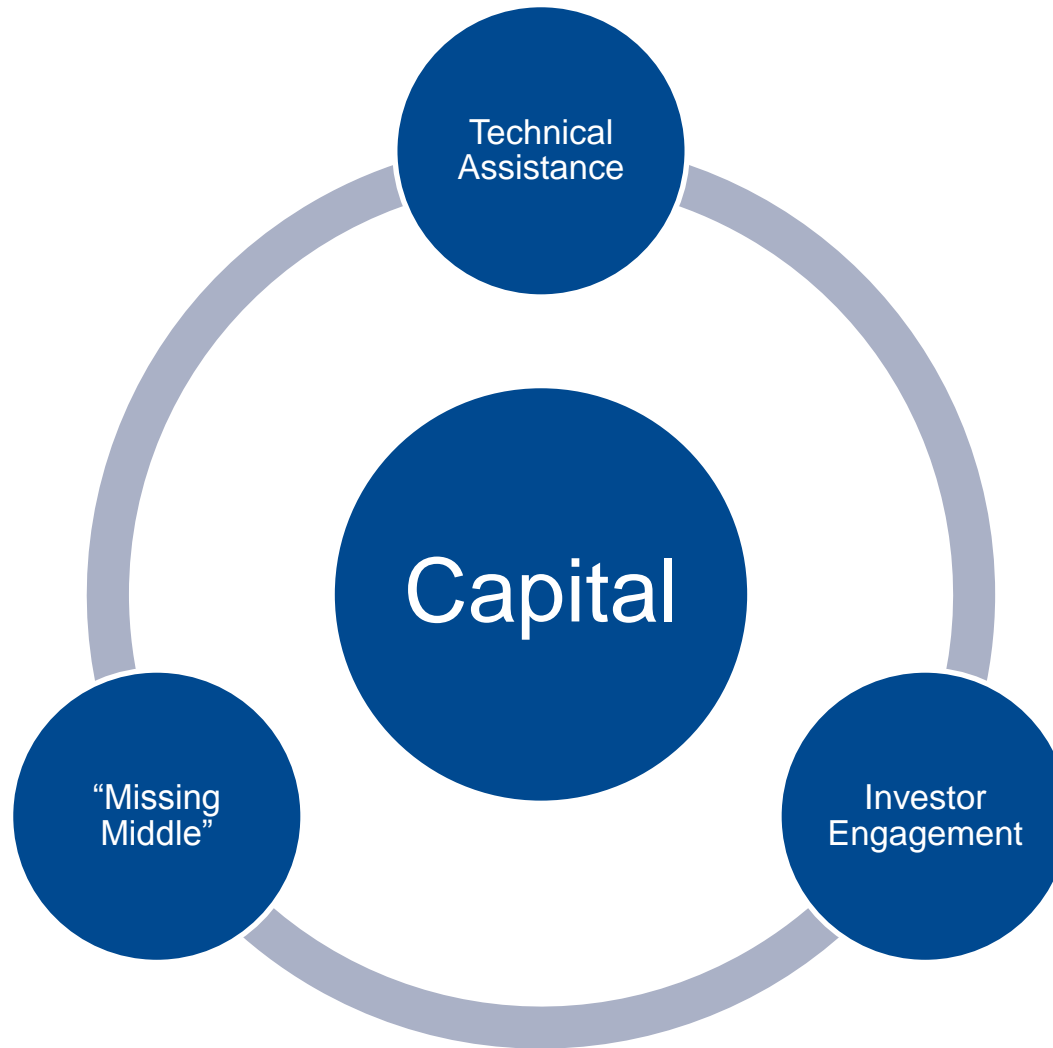 Technical
Assistance
Capital
“Missing
Middle”
Investor
Engagement